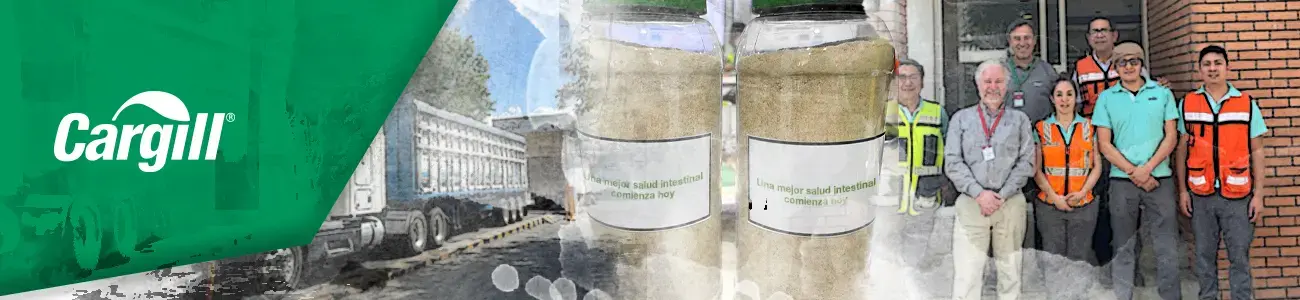 Cargill®
Una mejor salud intestinal
comienza hoy
Una mejor salud intestinal
comienza hoy